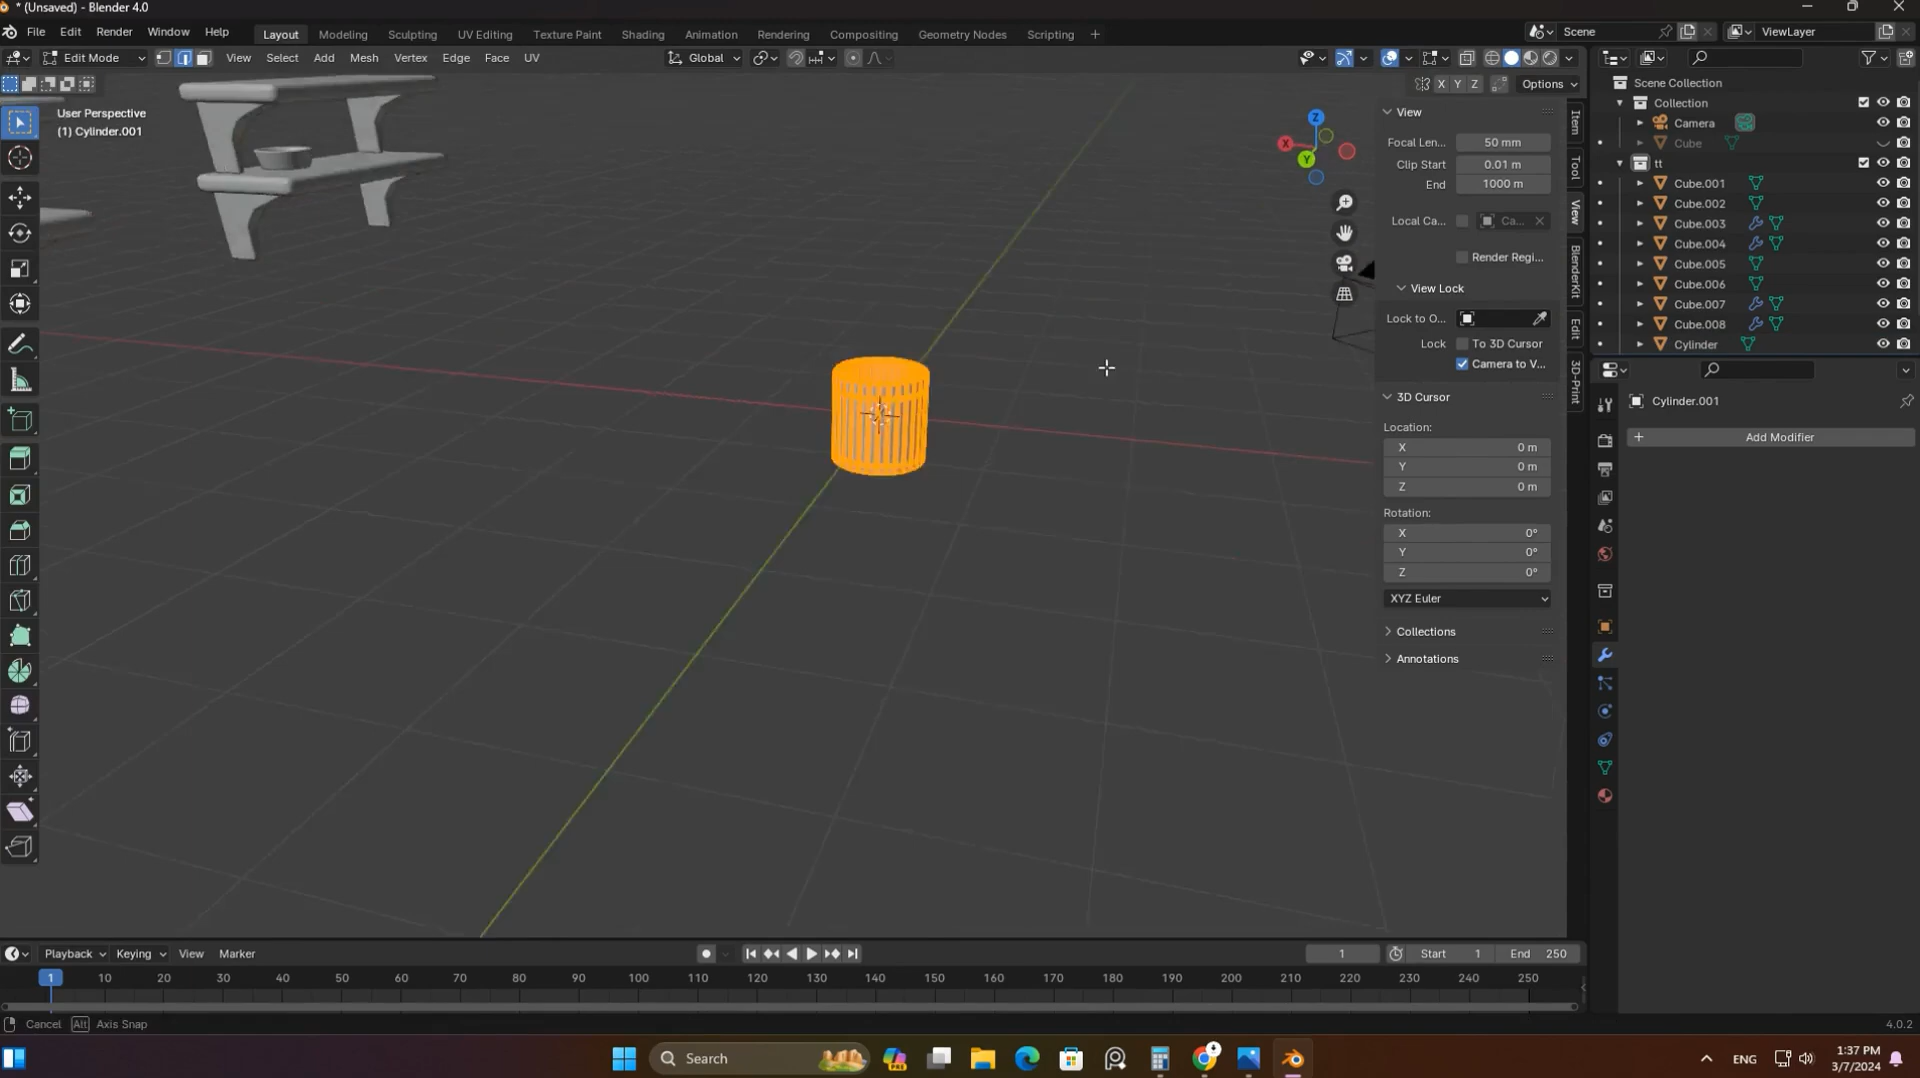 * (Unsaved) - Blender 4.0
File Edit Render Window Help Layout Modeling Sculpting UV Editing Texture Paint Shading Animation Rendering Compositing Geometry Nodes Scripting + Scene ViewLayer
Edit Mode View Select Add Mesh Vertex Edge Face UV Global
X Y Z Options
User Perspective
(1) Cylinder.001
Z
X
Y
View
Focal Len... 50 mm
Clip Start 0.01 m
End 1000 m
Local Ca... Ca...
Render Regi...
View Lock
Lock to O...
Lock To 3D Cursor
Camera to V...
3D Cursor
Location:
X 0 m
Y 0 m
Z 0 m
Rotation:
X 0°
Y 0°
Z 0°
XYZ Euler
Collections
Annotations
Item
Tool
View
BlenderKit
Edit
3D-Print
Scene Collection
Collection
Camera
Cube
tt
Cube.001
Cube.002
Cube.003
Cube.004
Cube.005
Cube.006
Cube.007
Cube.008
Cylinder
Cylinder.001
+ Add Modifier
Playback Keying View Marker 1 Start 1 End 250
1 10 20 30 40 50 60 70 80 90 100 110 120 130 140 150 160 170 180 190 200 210 220 230 240 250
Cancel Alt Axis Snap 4.0.2
Search PRE ENG 1:37 PM
3/7/2024